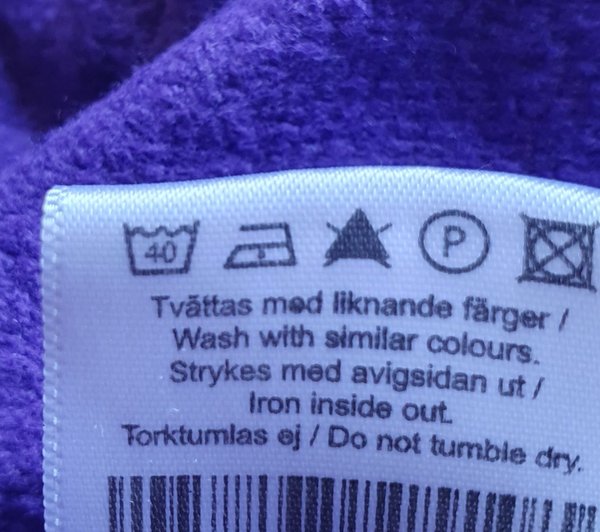 40 P
Tvättas med liknande färger /
Wash with similar colours.
Strykes med avigsidan ut /
Iron inside out.
Torktumlas ej / Do not tumble dry.